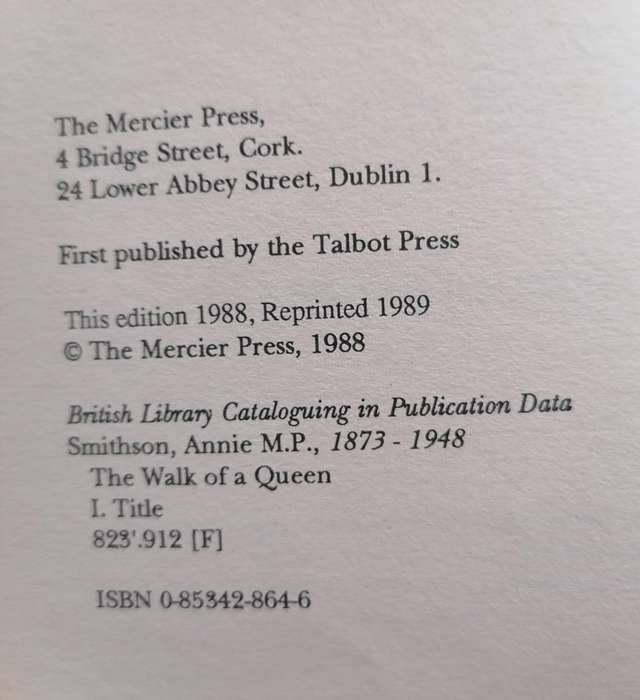 The Mercier Press,
4 Bridge Street, Cork.
24 Lower Abbey Street, Dublin 1.
First published by the Talbot Press
This edition 1988, Reprinted 1989
© The Mercier Press, 1988
British Library Cataloguing in Publication Data
Smithson, Annie M.P., 1873 - 1948
The Walk of a Queen
I. Title
823'.912 [F]
ISBN 0-85342-864-6